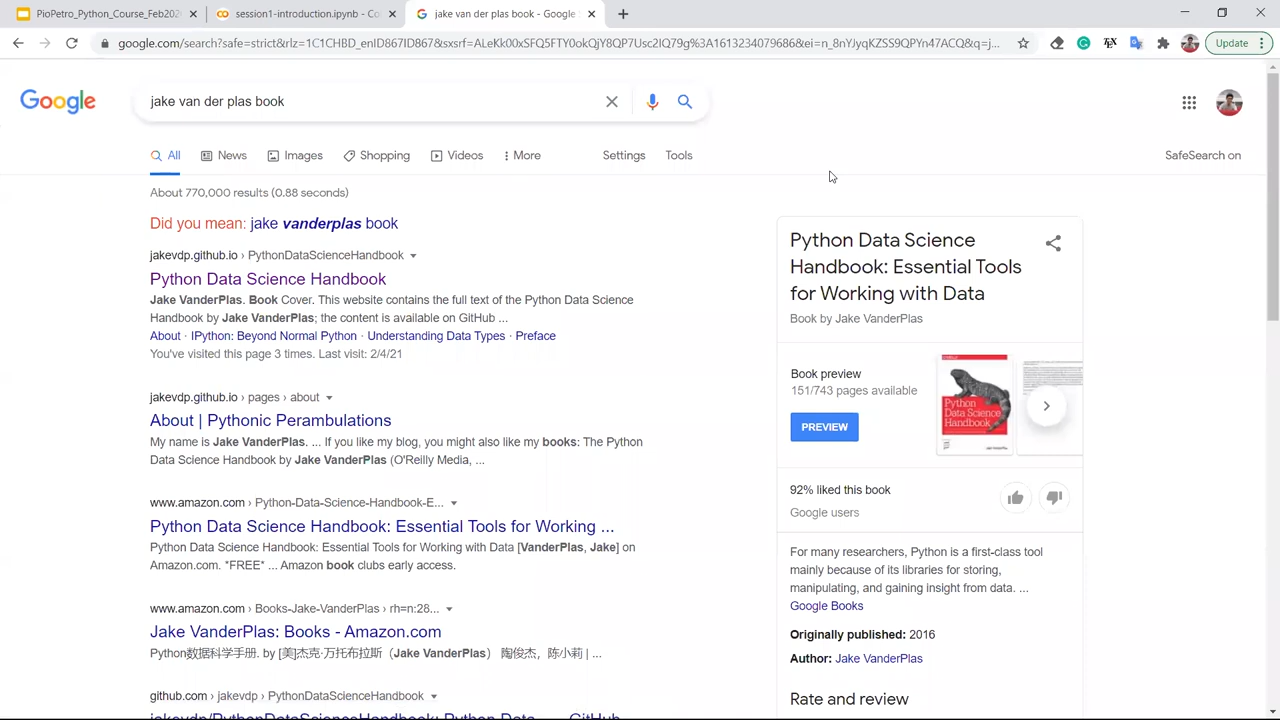 PioPetro_Python_Course_Feb202
session1-introduction.ipynb - Co
jake van der plas book - Google
google.com/search?safe=strict&rlz=1C1CHBD_enID867ID867&sxsrf=ALeKk00xSFQ5FTY0okQjY8QP7Usc2IQ79g%3A1613234079686&ei=n_8nYJyqKZSS9QPYn47ACQ&q=j...
Update
Google
jake van der plas book
All News Images Shopping Videos More Settings Tools SafeSearch on
About 770,000 results (0.88 seconds)
Did you mean: jake vanderplas book
jakevdp.github.io › PythonDataScienceHandbook
Python Data Science Handbook
Jake VanderPlas. Book Cover. This website contains the full text of the Python Data Science
Handbook by Jake VanderPlas; the content is available on GitHub ...
About · IPython: Beyond Normal Python · Understanding Data Types · Preface
You've visited this page 3 times. Last visit: 2/4/21
jakevdp.github.io › pages › about
About | Pythonic Perambulations
My name is Jake VanderPlas. ... If you like my blog, you might also like my books: The Python
Data Science Handbook by Jake VanderPlas (O'Reilly Media, ...
www.amazon.com › Python-Data-Science-Handbook-E...
Python Data Science Handbook: Essential Tools for Working ...
Python Data Science Handbook: Essential Tools for Working with Data [VanderPlas, Jake] on
Amazon.com. *FREE* ... Amazon book clubs early access.
www.amazon.com › Books-Jake-VanderPlas › rh=n:28...
Jake VanderPlas: Books - Amazon.com
Python数据科学手册. by [美]杰克·万托布拉斯（Jake VanderPlas） 陶俊杰，陈小莉 | ...
github.com › jakevdp › PythonDataScienceHandbook
jakevdp/PythonDataScienceHandbook: Python Data ... - GitHub
Python Data Science
Handbook: Essential Tools
for Working with Data
Book by Jake VanderPlas
Book preview
151/743 pages available
PREVIEW
Python
Data Science
Handbook
92% liked this book
Google users
For many researchers, Python is a first-class tool
mainly because of its libraries for storing,
manipulating, and gaining insight from data. ...
Google Books
Originally published: 2016
Author: Jake VanderPlas
Rate and review